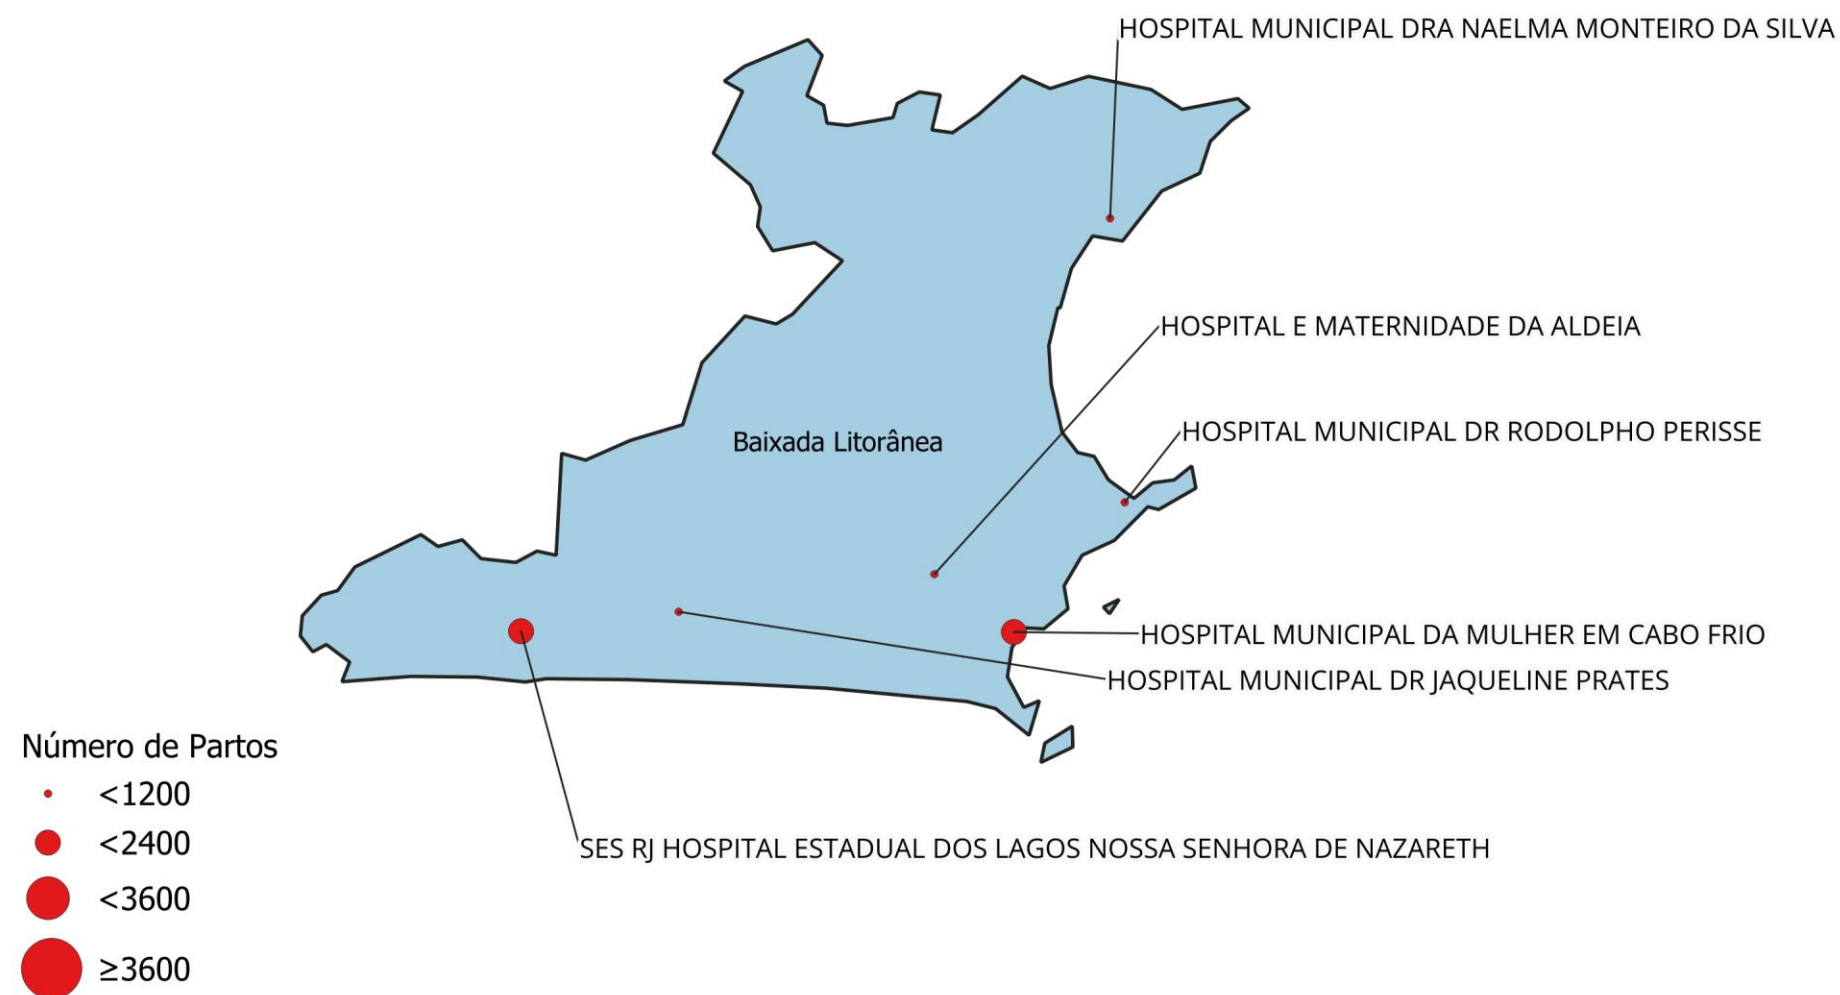 HOSPITAL MUNICIPAL DRA NAELMA MONTEIRO DA SILVA
HOSPITAL E MATERNIDADE DA ALDEIA
HOSPITAL MUNICIPAL DR RODOLPHO PERISSE
Baixada Litorânea
HOSPITAL MUNICIPAL DA MULHER EM CABO FRIO
HOSPITAL MUNICIPAL DR JAQUELINE PRATES
SES RJ HOSPITAL ESTADUAL DOS LAGOS NOSSA SENHORA DE NAZARETH
Número de Partos
<1200
<2400
<3600
≥3600